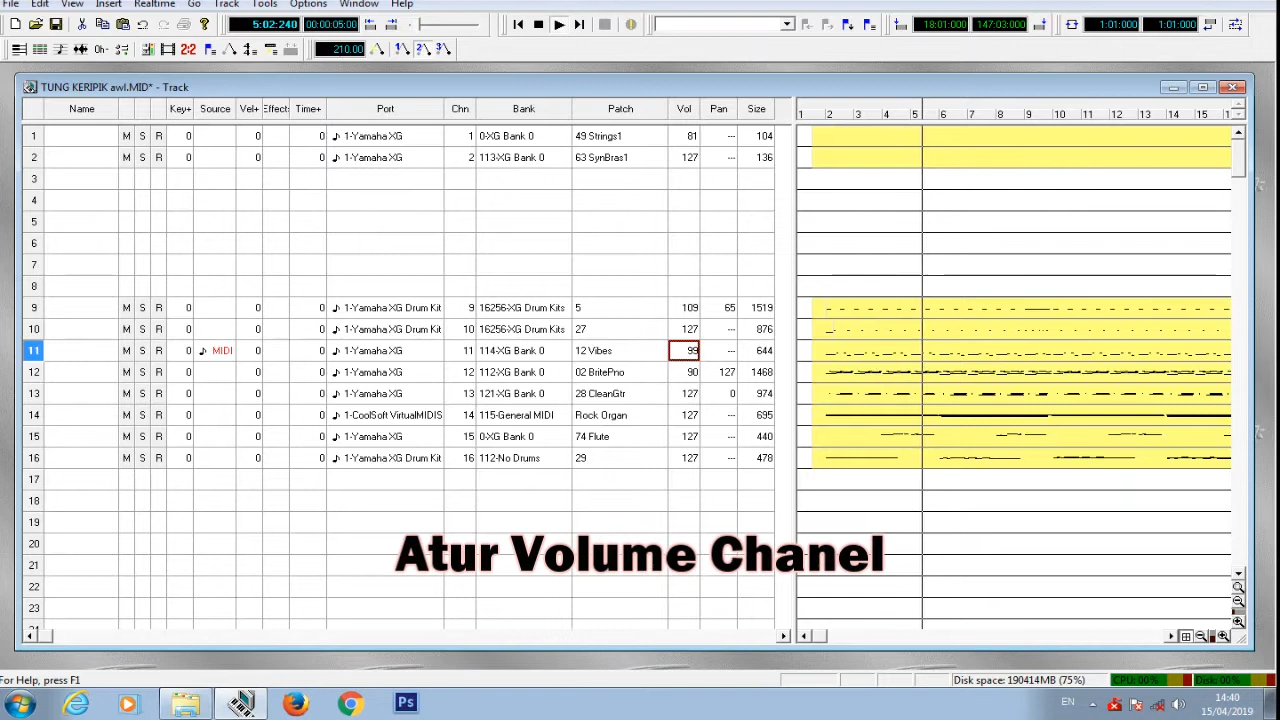 File Edit View Insert Realtime Go Track Tools Options Window Help
5:02:240 00:00:05:00 18:01:000 147:03:000 1:01:000 1:01:000
210.00
TUNG KERIPIK awl.MID* - Track
Name Key+ Source Vel+ Time+ Port Chn Bank Patch Vol Pan Size 1 2 3 4 5 6 7 8 9 10 11 12 13 14 15
1 M S R 0 0 0 1-Yamaha XG 1 0-XG Bank 0 49 Strings1 81 --- 104
2 M S R 0 0 0 1-Yamaha XG 2 113-XG Bank 0 63 SynBras1 127 --- 136
3
4
5
6
7
8
9 M S R 0 0 0 1-Yamaha XG Drum Kit 9 16256-XG Drum Kits 5 109 65 1519
10 M S R 0 0 0 1-Yamaha XG Drum Kit 10 16256-XG Drum Kits 27 127 --- 876
11 M S R 0 MIDI 0 0 1-Yamaha XG 11 114-XG Bank 0 12 Vibes 99 --- 644
12 M S R 0 0 0 1-Yamaha XG 12 112-XG Bank 0 02 BritePno 90 127 1468
13 M S R 0 0 0 1-Yamaha XG 13 121-XG Bank 0 28 CleanGtr 127 0 974
14 M S R 0 0 0 1-CoolSoft VirtualMIDIS 14 115-General MIDI Rock Organ 127 --- 695
15 M S R 0 0 0 1-Yamaha XG 15 0-XG Bank 0 74 Flute 127 --- 440
16 M S R 0 0 0 1-Yamaha XG Drum Kit 16 112-No Drums 29 127 --- 478
17
18
19
20
21
22
23
Atur Volume Chanel
For Help, press F1 Disk space: 190414MB (75%) CPU: 00% Disk: 00%
Ps EN 14:40
15/04/2019